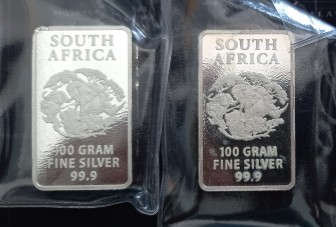 SOUTH
AFRICA
100 GRAM
FINE SILVER
99.9
SOUTH
AFRICA
100 GRAM
FINE SILVER
99.9